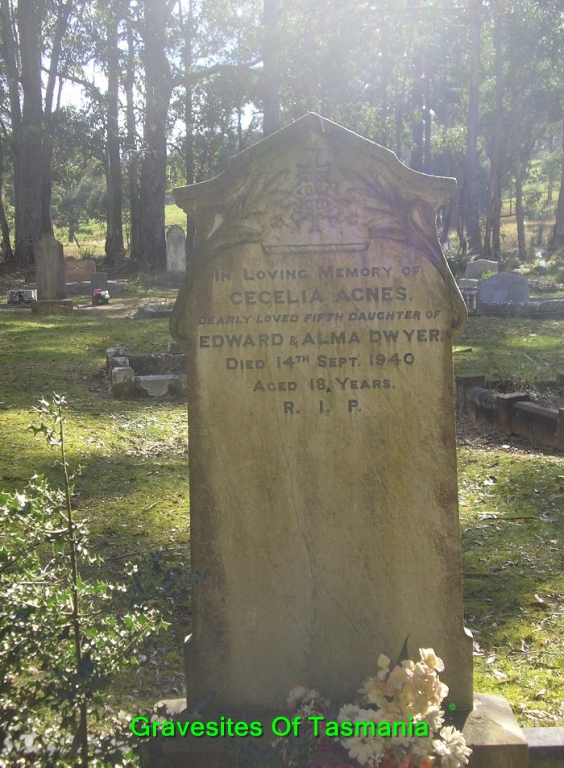 In Loving Memory of
CECELIA AGNES.
DEARLY LOVED FIFTH DAUGHTER OF
EDWARD & ALMA DWYER.
Died 14TH Sept. 1940
Aged 18, Years.
R. I. P.
Gravesites Of Tasmania ©